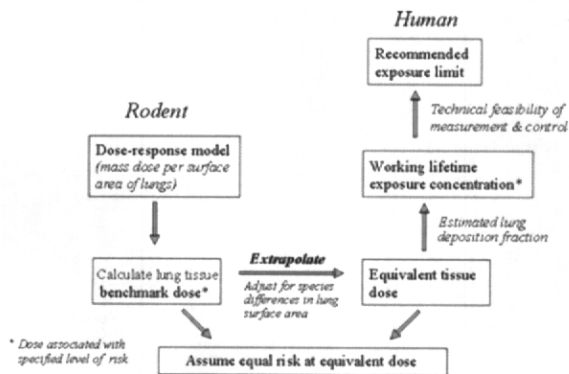 Human
Recommended
exposure limit
Rodent
Technical feasibility of
measurement & control
Dose-response model
(mass dose per surface
area of lungs)
Working lifetime
exposure concentration*
Estimated lung
deposition fraction
Calculate lung tissue
benchmark dose*
Extrapolate
Adjust for species
differences in lung
surface area
Equivalent tissue
dose
* Dose associated with
specified level of risk
Assume equal risk at equivalent dose